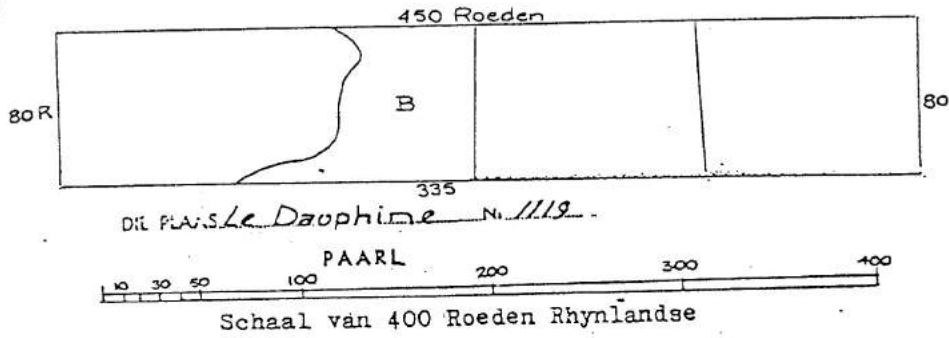 450 Roeden
80 R
B
80
335
DIE PLAAS Le Dauphime No 1119
PAARL
10 30 50 100 200 300 400
Schaal van 400 Roeden Rhynlandse